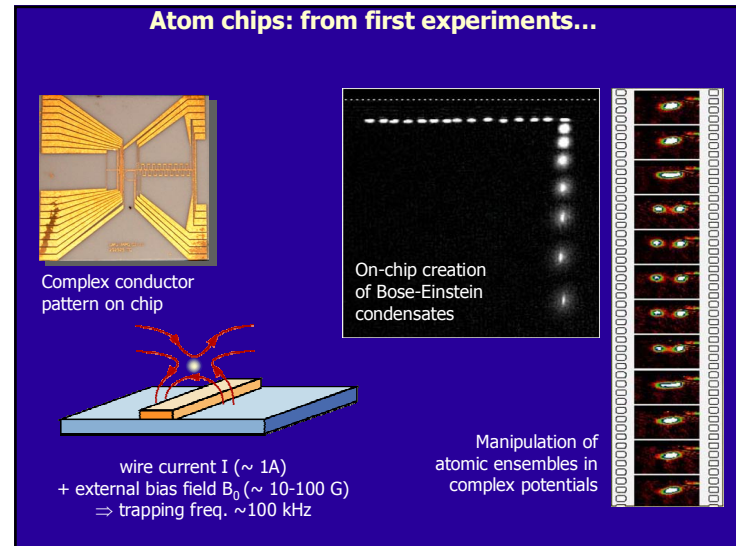 Atom chips: from first experiments…
Complex conductor
pattern on chip
On-chip creation
of Bose-Einstein
condensates
wire current I (~ 1A)
+ external bias field B₀ (~ 10-100 G)
⇒ trapping freq. ~100 kHz
Manipulation of
atomic ensembles in
complex potentials